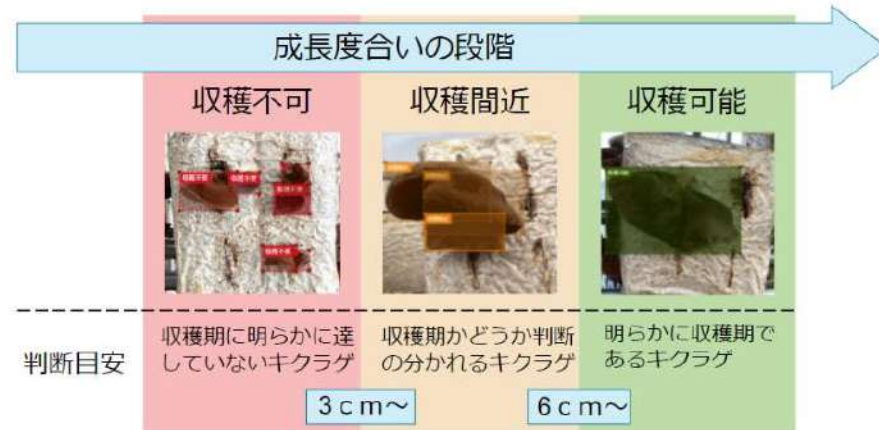 成長度合いの段階
収穫不可
収穫間近
収穫可能
判断目安
収穫期に明らかに達
していないキクラゲ
収穫期かどうか判断
の分かれるキクラゲ
明らかに収穫期で
あるキクラゲ
3cm～
6cm～